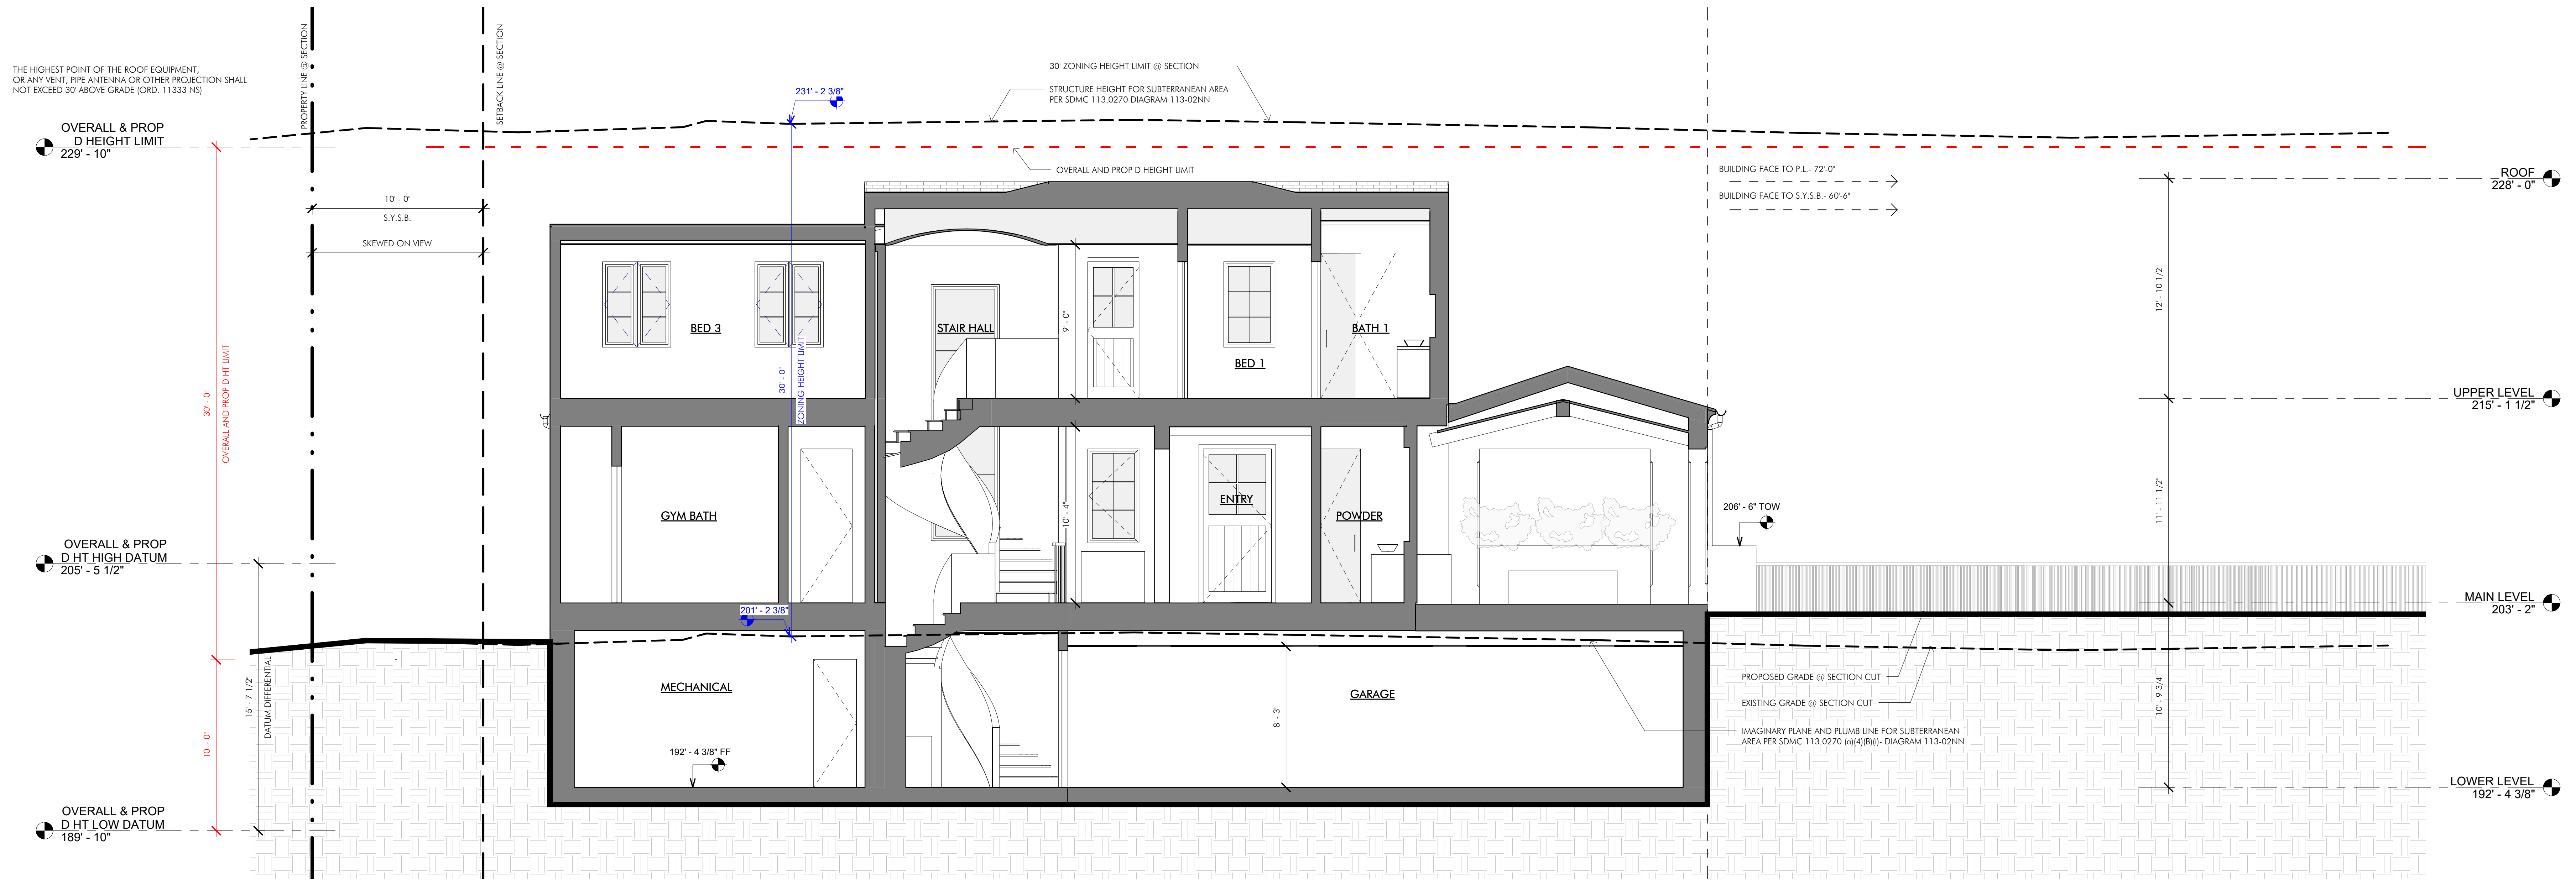 PROPERTY LINE @ SECTION
SETBACK LINE @ SECTION
THE HIGHEST POINT OF THE ROOF EQUIPMENT,
OR ANY VENT, PIPE ANTENNA OR OTHER PROJECTION SHALL
NOT EXCEED 30' ABOVE GRADE (ORD. 11333 NS)
30' ZONING HEIGHT LIMIT @ SECTION
STRUCTURE HEIGHT FOR SUBTERRANEAN AREA
PER SDMC 113.0270 DIAGRAM 113-02NN
231' - 2 3/8"
OVERALL & PROP
D HEIGHT LIMIT
229' - 10"
OVERALL AND PROP D HEIGHT LIMIT
BUILDING FACE TO P.L.- 72'-0"
BUILDING FACE TO S.Y.S.B.- 60'-6"
ROOF
228' - 0"
10' - 0"
S.Y.S.B.
SKEWED ON VIEW
12' - 10 1/2"
BED 3
STAIR HALL
9' - 0"
BED 1
BATH 1
30' - 0"
ZONING HEIGHT LIMIT
30' - 0"
OVERALL AND PROP D HT LIMIT
UPPER LEVEL
215' - 1 1/2"
GYM BATH
10' - 4"
ENTRY
POWDER
206' - 6" TOW
11' - 11 1/2"
OVERALL & PROP
D HT HIGH DATUM
205' - 5 1/2"
MAIN LEVEL
203' - 2"
201' - 2 3/8"
15' - 7 1/2"
DATUM DIFFERENTIAL
10' - 0"
MECHANICAL
GARAGE
8' - 3"
192' - 4 3/8" FF
PROPOSED GRADE @ SECTION CUT
EXISTING GRADE @ SECTION CUT
IMAGINARY PLANE AND PLUMB LINE FOR SUBTERRANEAN
AREA PER SDMC 113.0270 (a)(4)(B)(i)- DIAGRAM 113-02NN
10' - 9 3/4"
LOWER LEVEL
192' - 4 3/8"
OVERALL & PROP
D HT LOW DATUM
189' - 10"